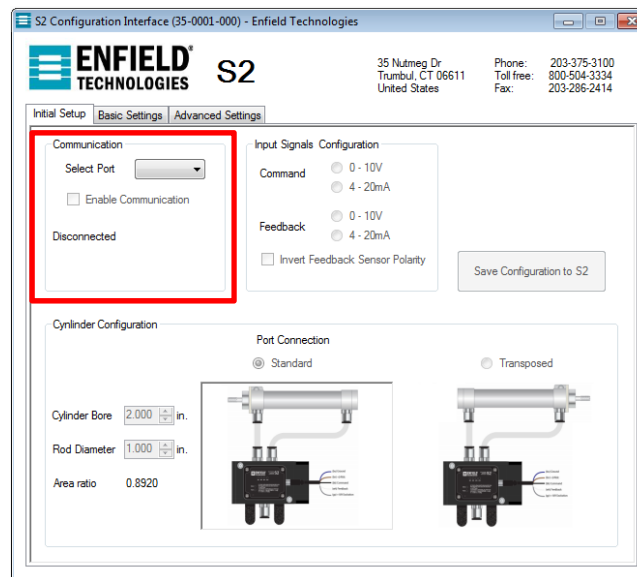 S2 Configuration Interface (35-0001-000) - Enfield Technologies
ENFIELD®
TECHNOLOGIES
S2
35 Nutmeg Dr
Trumbul, CT 06611
United States
Phone: 203-375-3100
Toll free: 800-504-3334
Fax: 203-286-2414
Initial Setup Basic Settings Advanced Settings
Communication
Select Port
Enable Communication
Disconnected
Input Signals Configuration
Command
0 - 10V
4 - 20mA
Feedback
0 - 10V
4 - 20mA
Invert Feedback Sensor Polarity
Save Configuration to S2
Cynlinder Configuration
Port Connection
Standard
Transposed
Cylinder Bore 2.000 in.
Rod Diameter 1.000 in.
Area ratio 0.8920